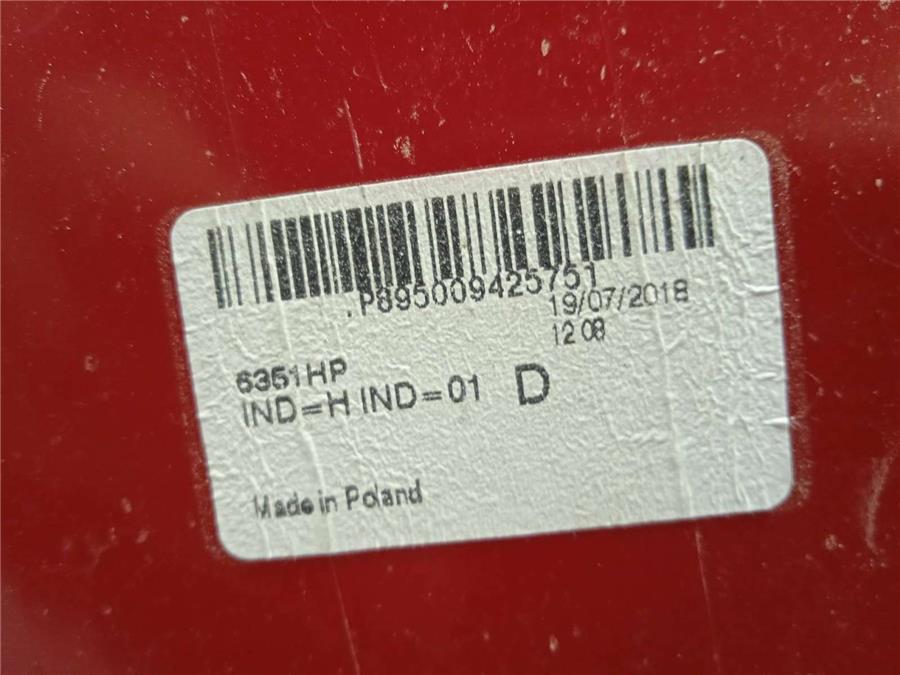 .P895009425751
19/07/2018
12 08
6351HP
IND=H IND=01 D
Made in Poland